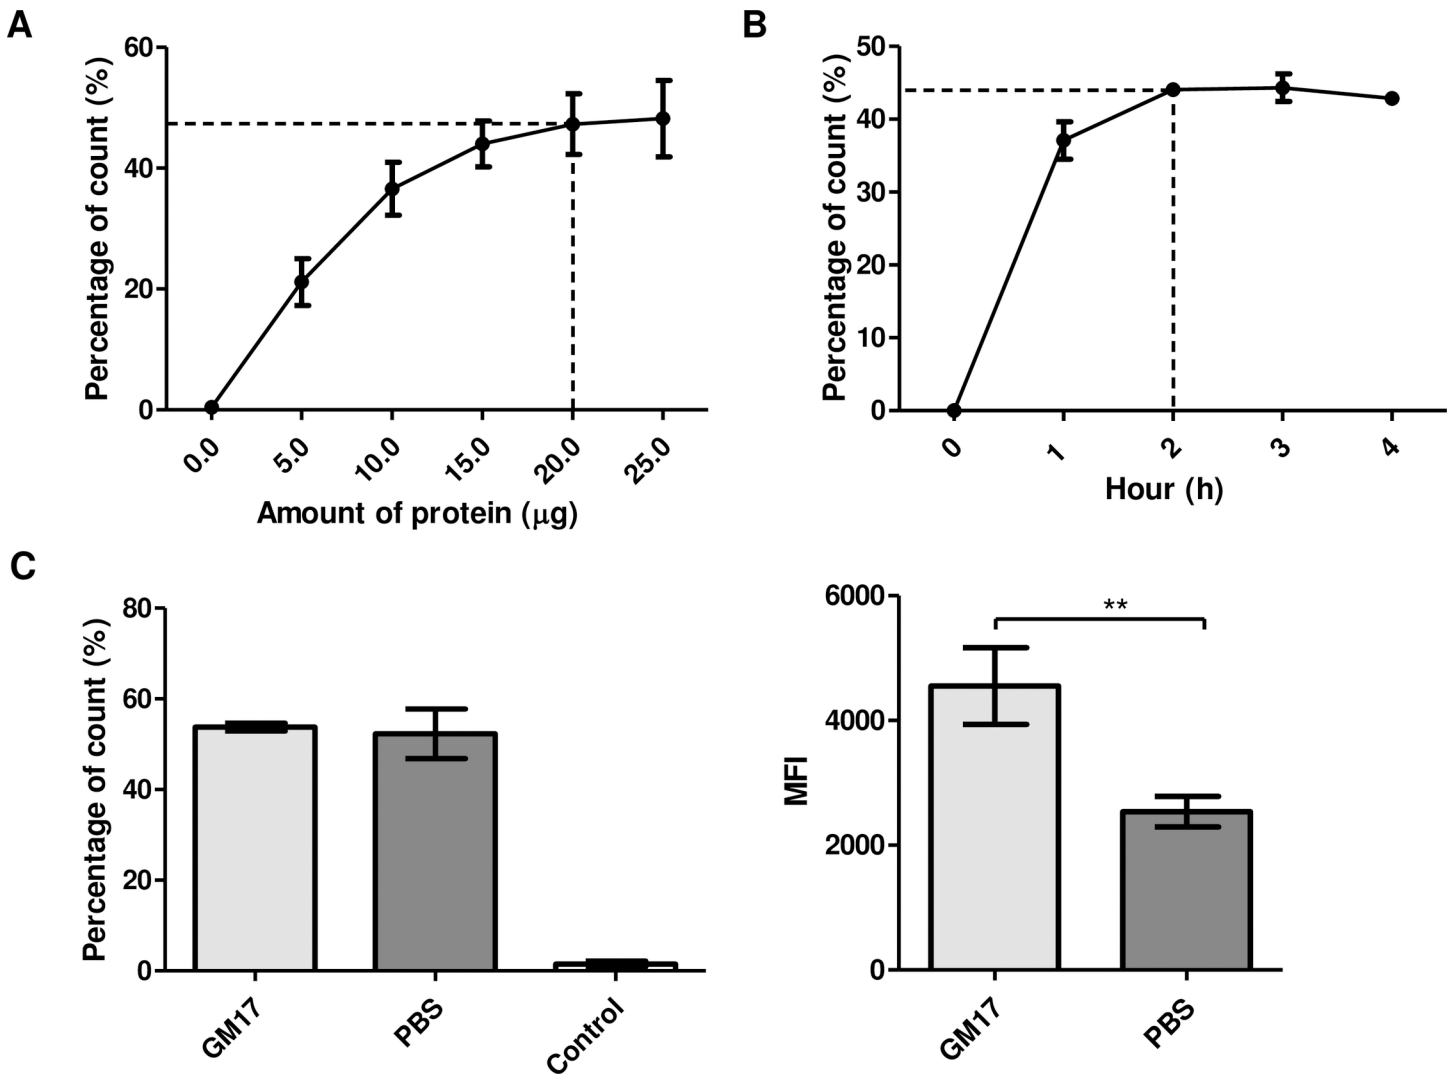 A
Percentage of count (%)
60
40
20
0
0.0
5.0
10.0
15.0
20.0
25.0
Amount of protein (μg)
B
Percentage of count (%)
50
40
30
20
10
0
0
1
2
3
4
Hour (h)
C
Percentage of count (%)
80
60
40
20
0
GM17
PBS
Control
MFI
6000
4000
2000
0
**
GM17
PBS